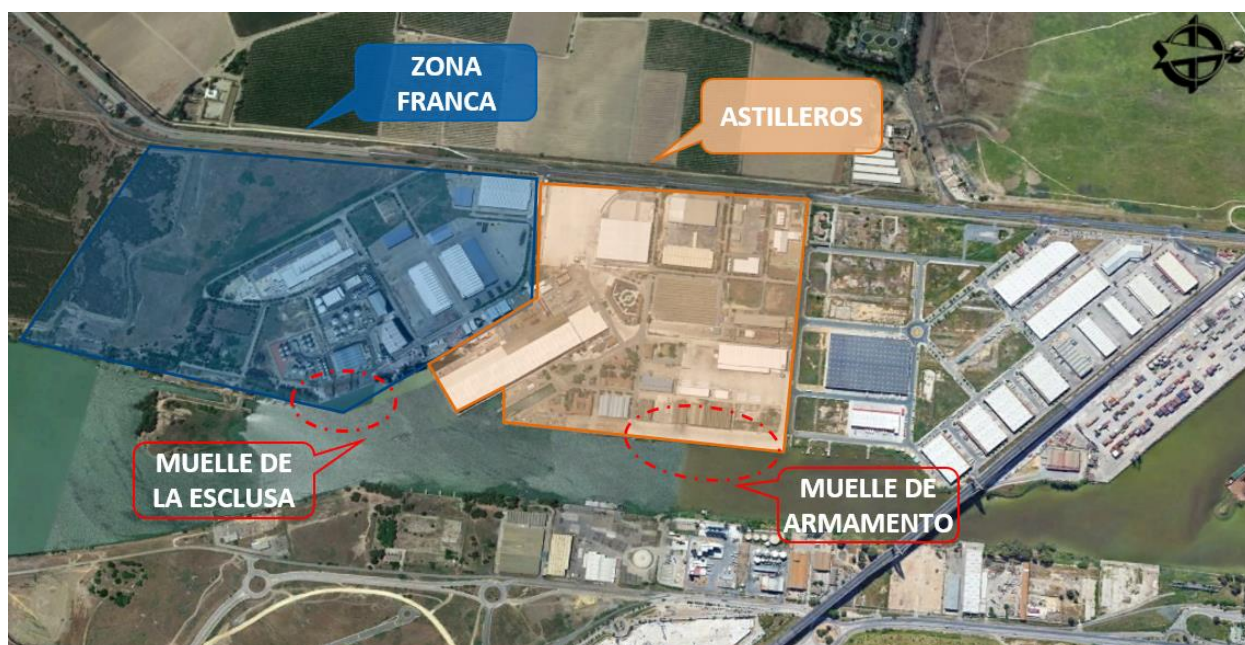 ZONA
FRANCA
ASTILLEROS
MUELLE DE
LA ESCLUSA
MUELLE DE
ARMAMENTO